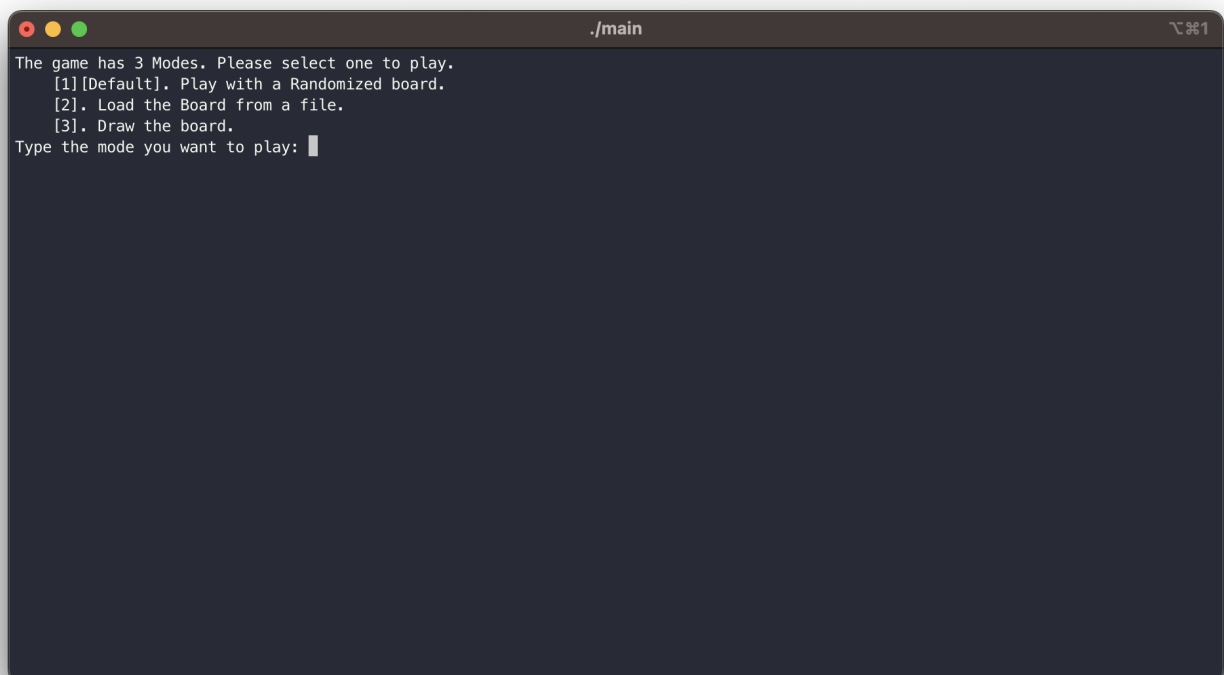 ./main
⌥⌘1
The game has 3 Modes. Please select one to play.
[1][Default]. Play with a Randomized board.
[2]. Load the Board from a file.
[3]. Draw the board.
Type the mode you want to play: